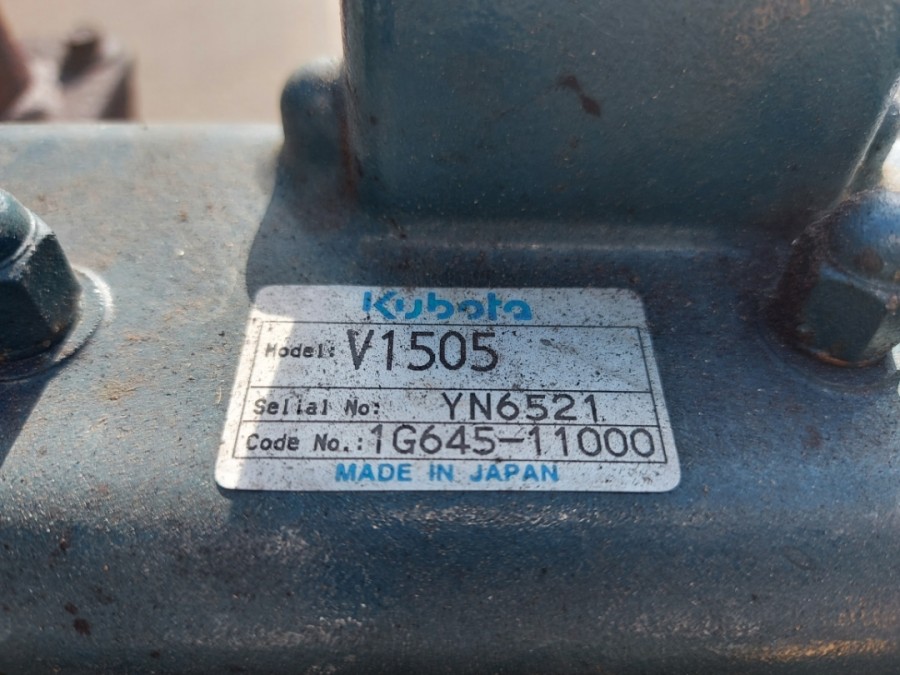 Kubota
Model: V1505
Selial No: YN6521
Code No.: 1G645-11000
MADE IN JAPAN